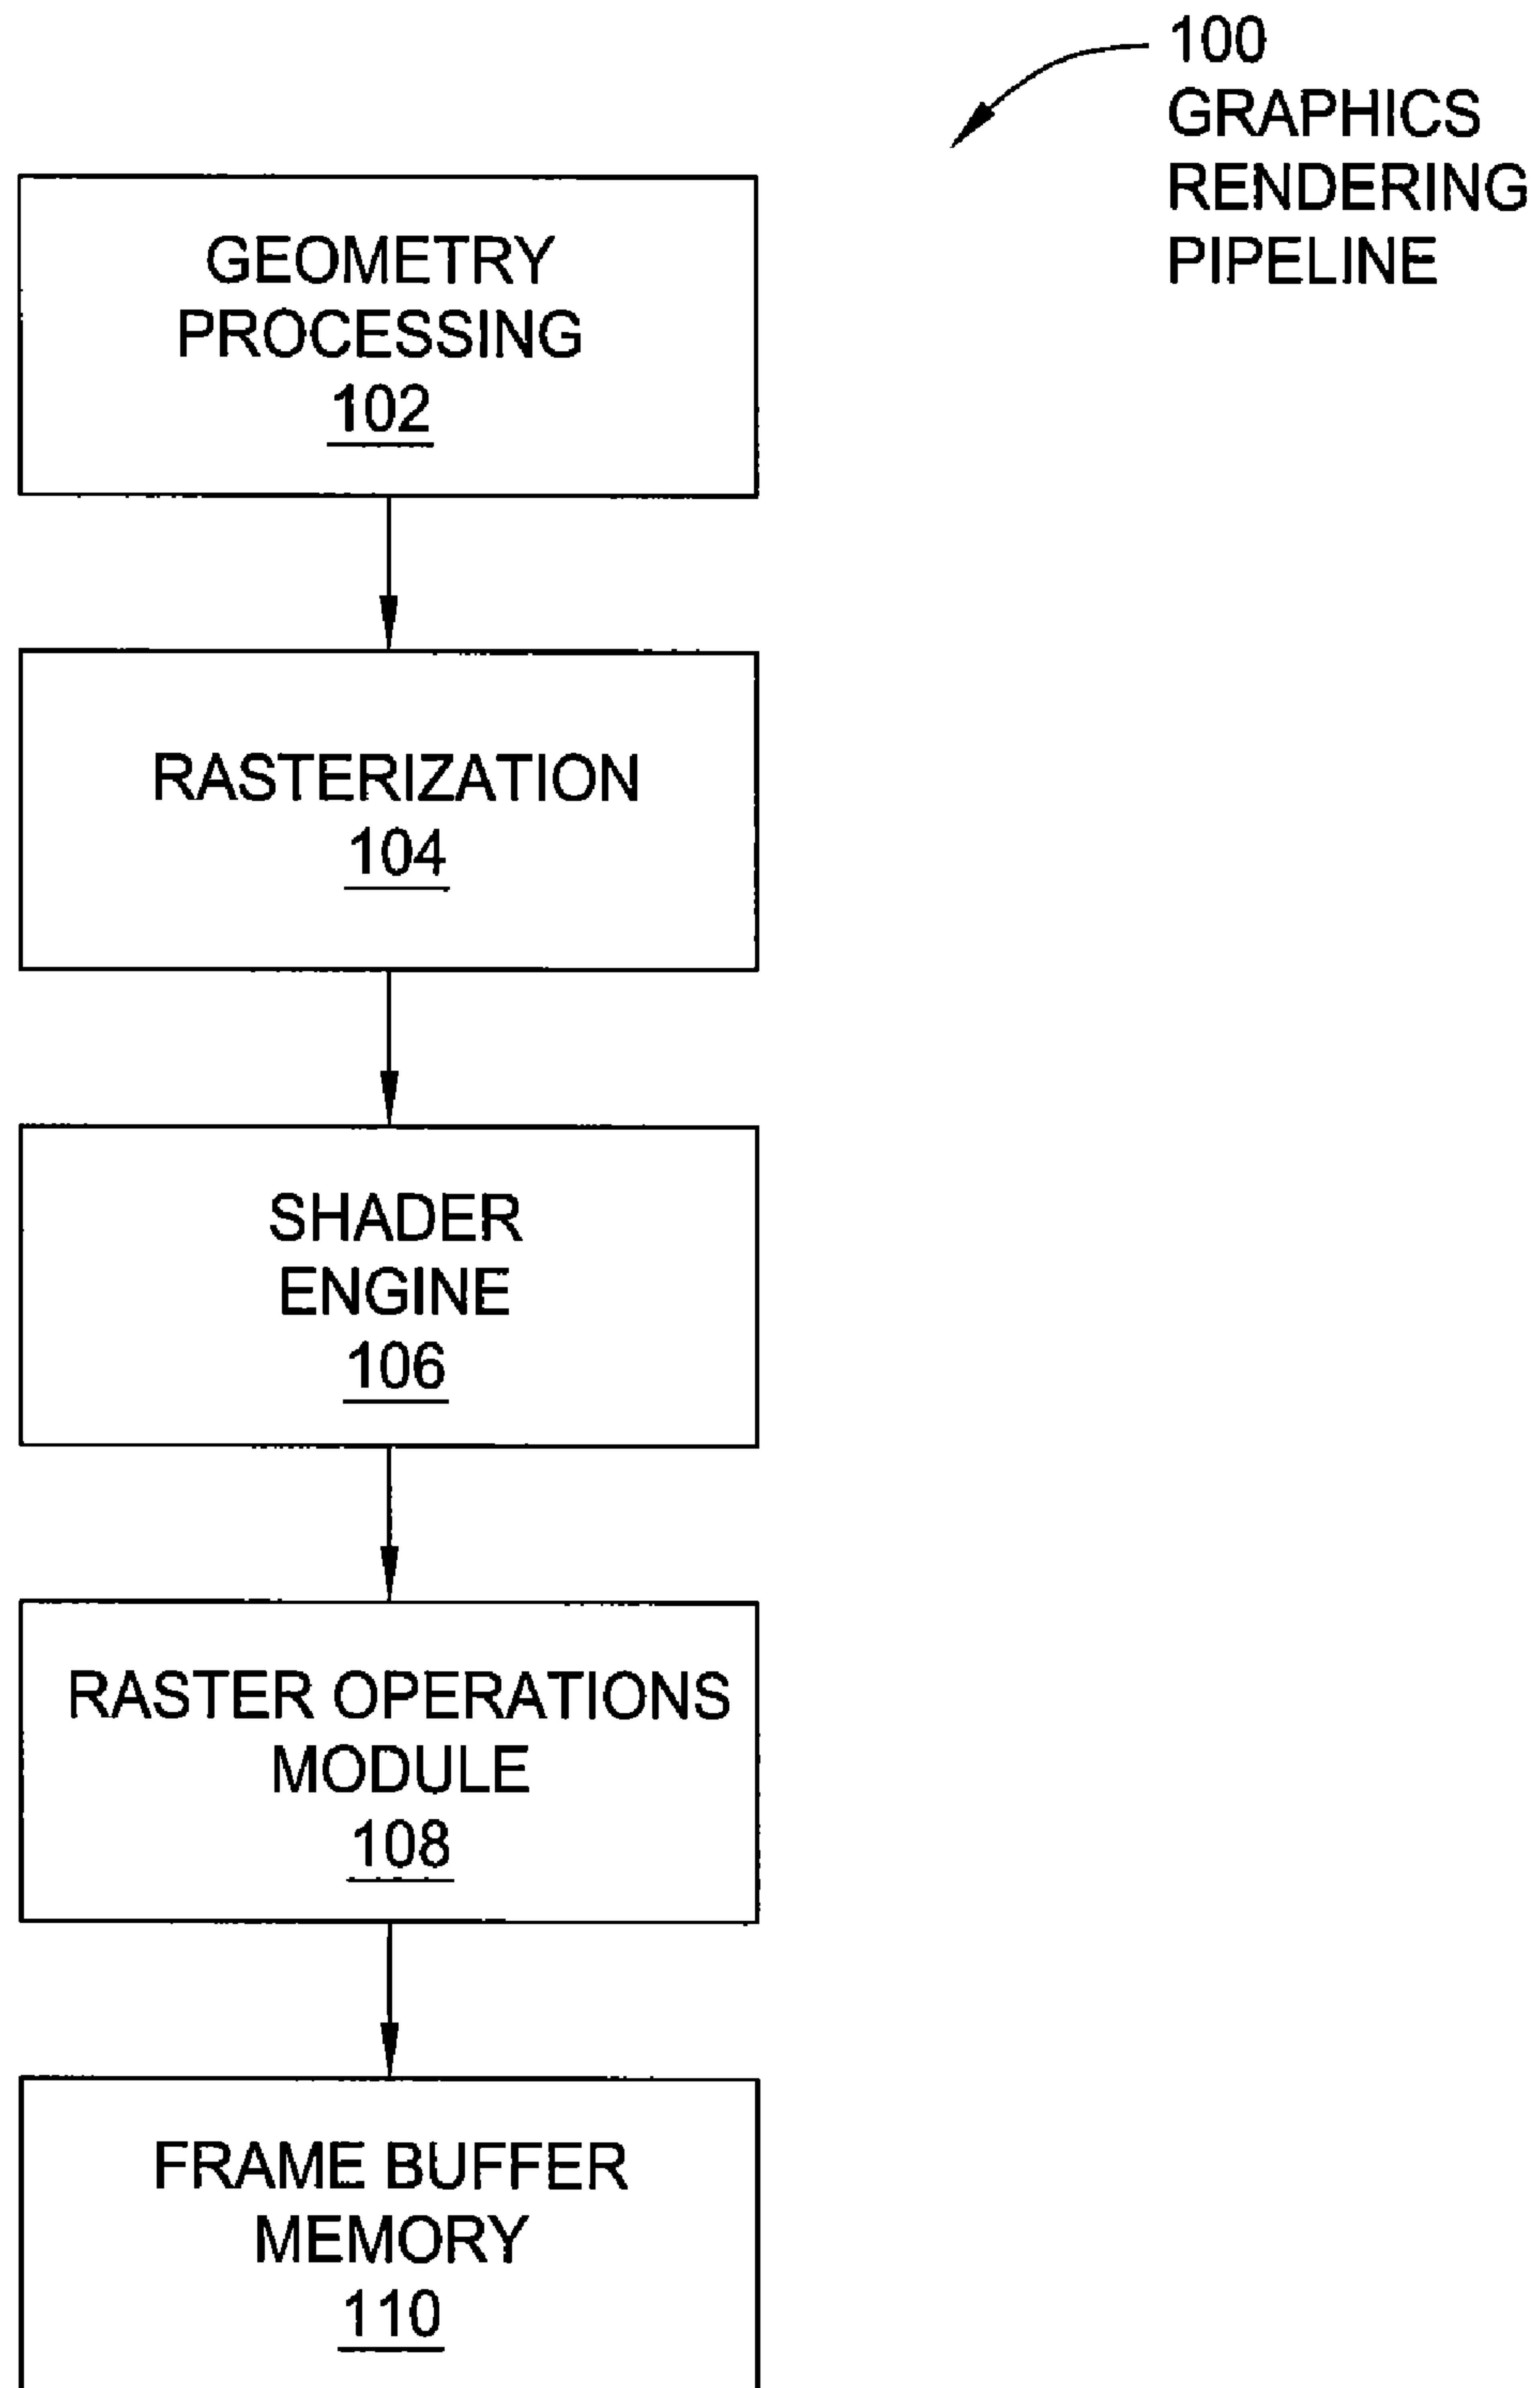 100
GRAPHICS
RENDERING
PIPELINE
GEOMETRY
PROCESSING
102
RASTERIZATION
104
SHADER
ENGINE
106
RASTER OPERATIONS
MODULE
108
FRAME BUFFER
MEMORY
110